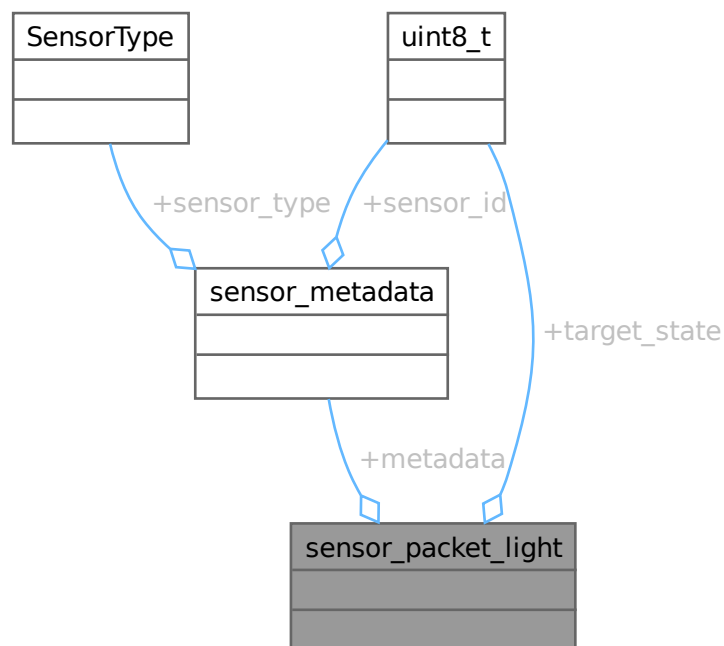 SensorType
uint8_t
+sensor_type
+sensor_id
sensor_metadata
+target_state
+metadata
sensor_packet_light